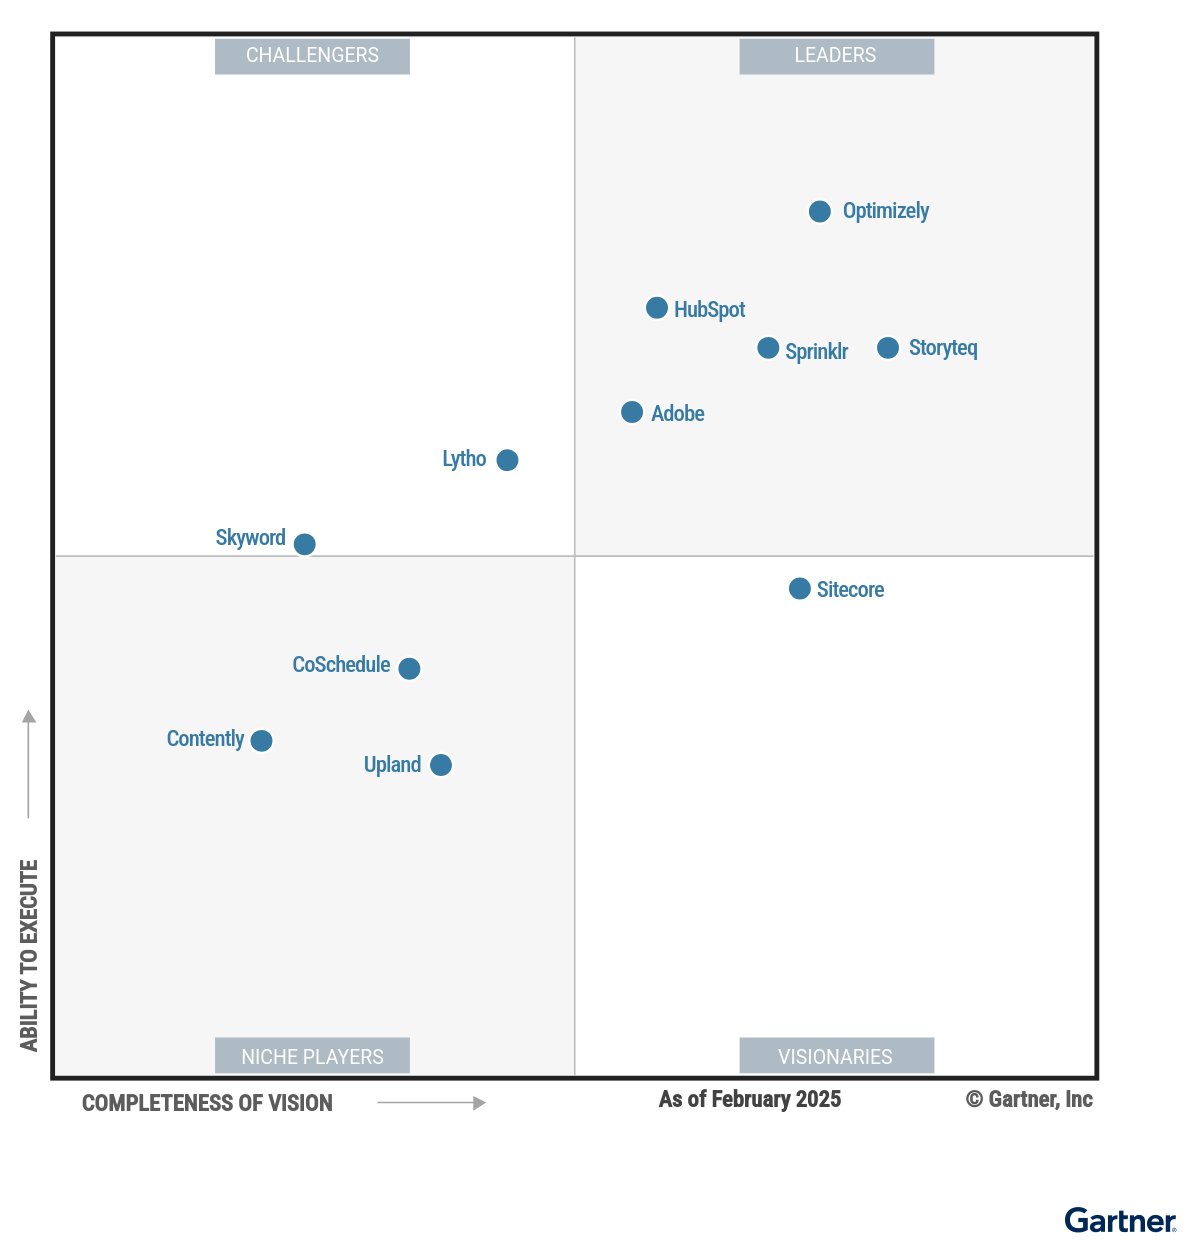 CHALLENGERS
LEADERS
Optimizely
HubSpot
Sprinklr
Storyteq
Adobe
Lytho
Skyword
Sitecore
CoSchedule
Contently
Upland
ABILITY TO EXECUTE
NICHE PLAYERS
VISIONARIES
COMPLETENESS OF VISION
As of February 2025
© Gartner, Inc
Gartner®